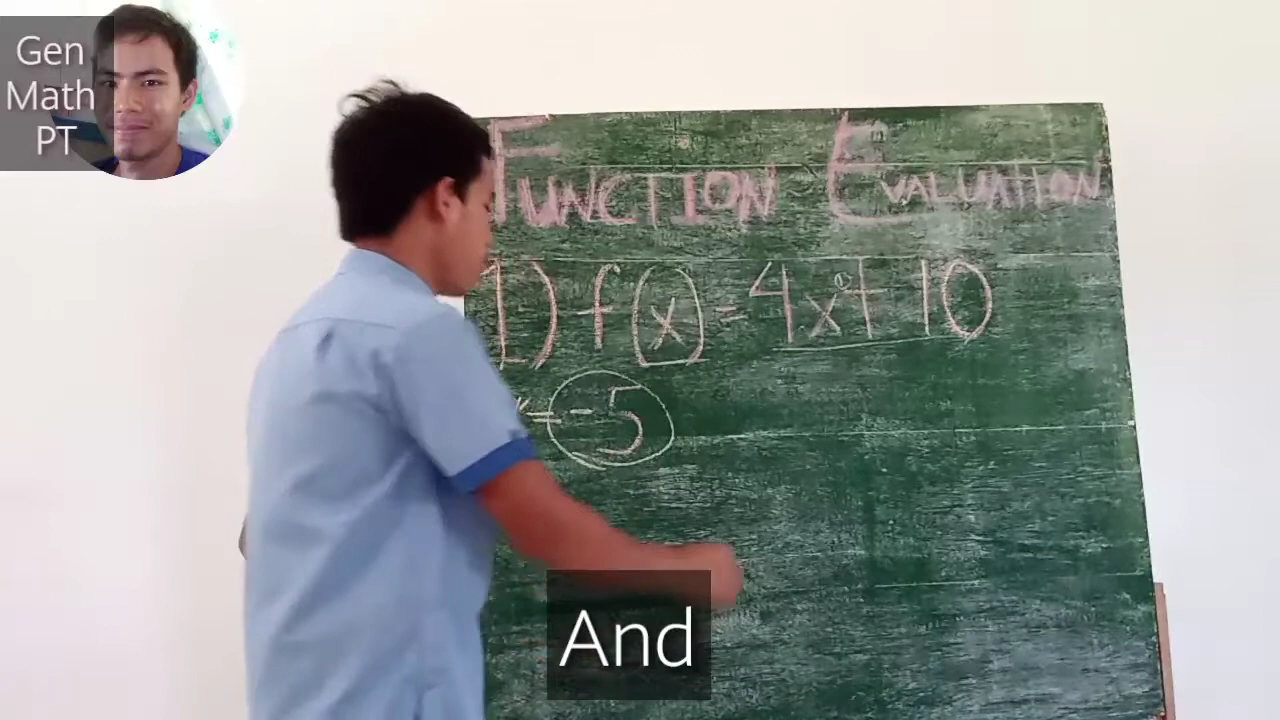 Gen
Math
PT
FUNCTION EVALUATION
1) f(x) = 4x + 10
= -5
And